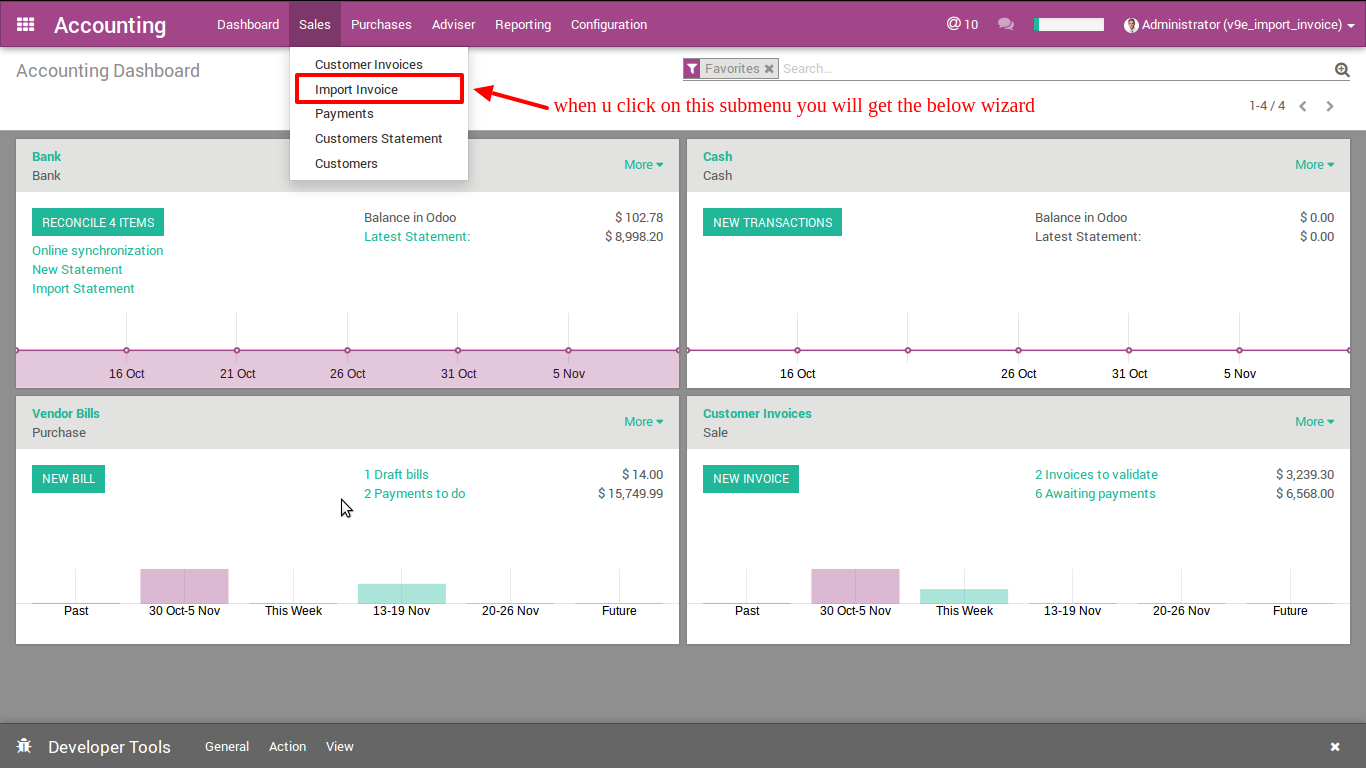 Accounting Dashboard Sales Purchases Adviser Reporting Configuration @ 10 Administrator (v9e_import_invoice)
Accounting Dashboard
Favorites Search...
1-4 / 4
Customer Invoices
Import Invoice
Payments
Customers Statement
Customers
when u click on this submenu you will get the below wizard
Bank
Bank
More
RECONCILE 4 ITEMS
Online synchronization
New Statement
Import Statement
Balance in Odoo $ 102.78
Latest Statement: $ 8,998.20
16 Oct 21 Oct 26 Oct 31 Oct 5 Nov
Cash
Cash
More
NEW TRANSACTIONS
Balance in Odoo $ 0.00
Latest Statement: $ 0.00
16 Oct 26 Oct 31 Oct 5 Nov
Vendor Bills
Purchase
More
NEW BILL
1 Draft bills $ 14.00
2 Payments to do $ 15,749.99
Past 30 Oct-5 Nov This Week 13-19 Nov 20-26 Nov Future
Customer Invoices
Sale
More
NEW INVOICE
2 Invoices to validate $ 3,239.30
6 Awaiting payments $ 6,568.00
Past 30 Oct-5 Nov This Week 13-19 Nov 20-26 Nov Future
Developer Tools General Action View